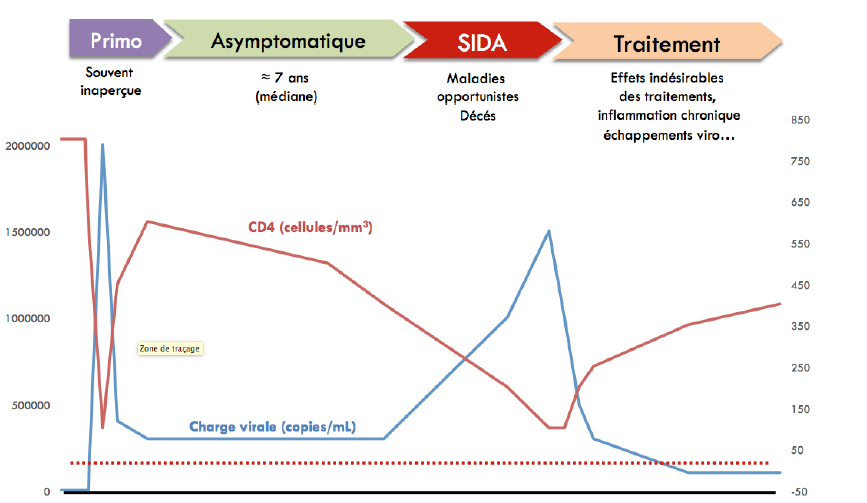 Primo
Asymptomatique
SIDA
Traitement
Souvent
inaperçue
≈ 7 ans
(médiane)
Maladies
opportunistes
Décés
Effets indésirables
des traitements,
inflammation chronique
échappements viro…
2000000
1500000
1000000
500000
0
850
750
650
550
450
350
250
150
50
-50
CD4 (cellules/mm³)
Zone de traçage
Charge virale (copies/mL)